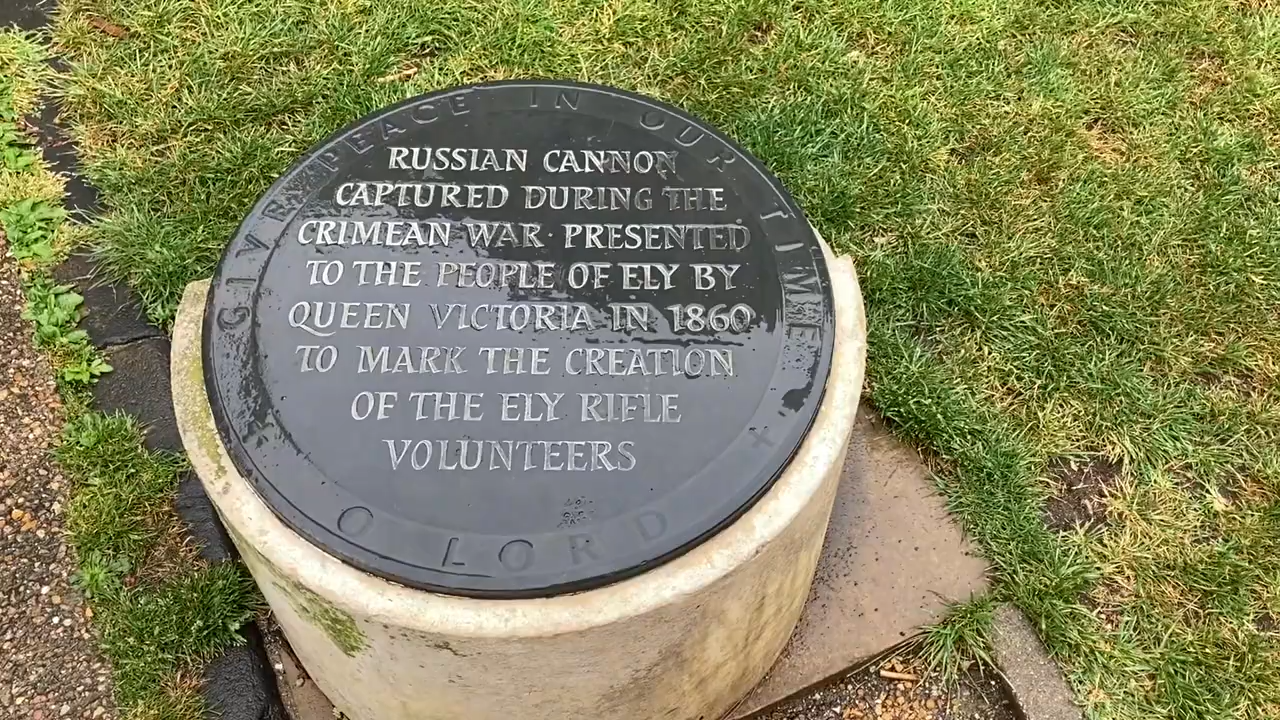 GIVE PEACE IN OUR TIME
RUSSIAN CANNON
CAPTURED DURING THE
CRIMEAN WAR · PRESENTED
TO THE PEOPLE OF ELY BY
QUEEN VICTORIA IN 1860
TO MARK THE CREATION
OF THE ELY RIFLE
VOLUNTEERS
O LORD